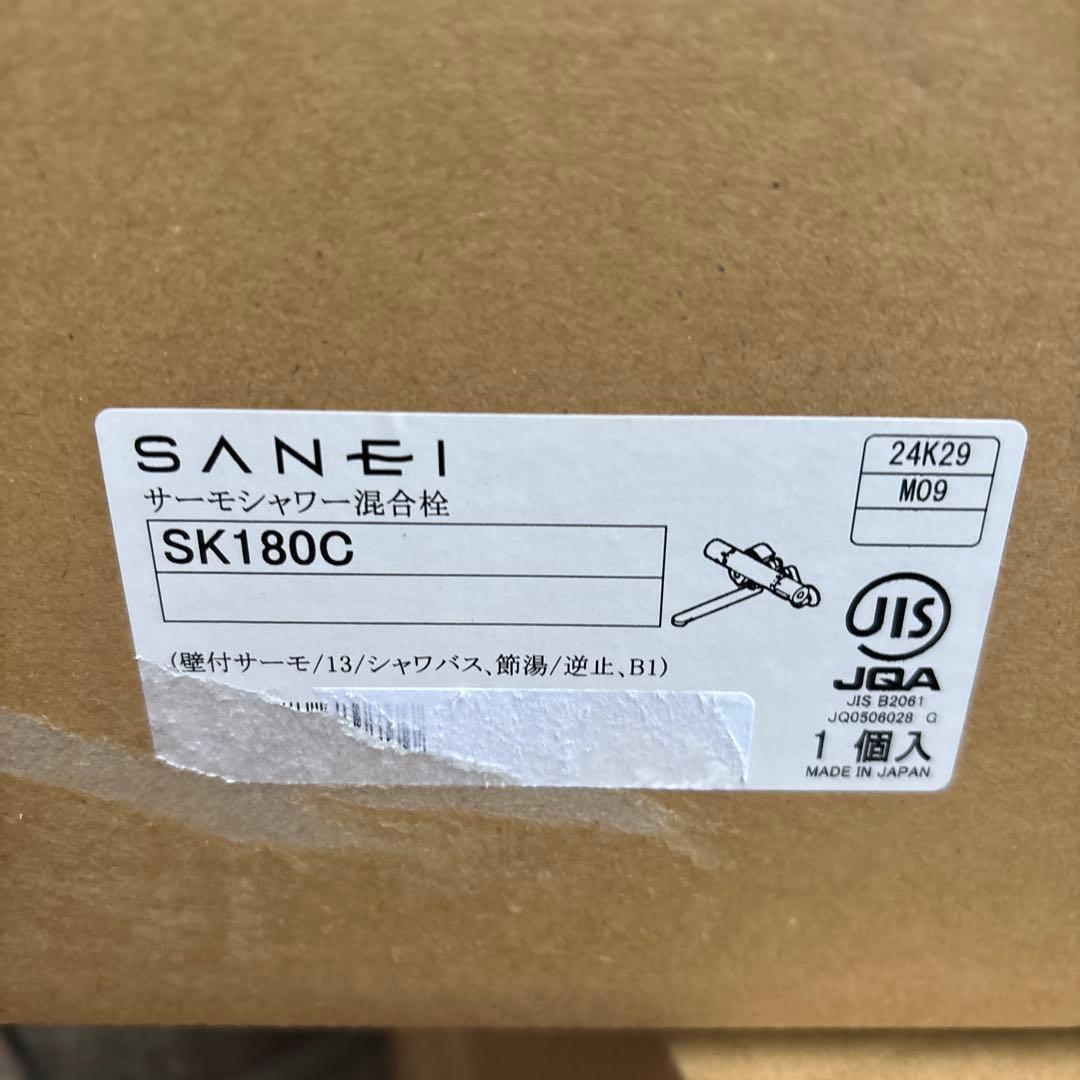 SANEI
サーモシャワー混合栓
SK180C
(壁付サーモ/13/シャワバス、節湯/逆止、B1)
24K29
M09
JIS
JQA
JIS B2061
JQ0506028 G
1 個入
MADE IN JAPAN